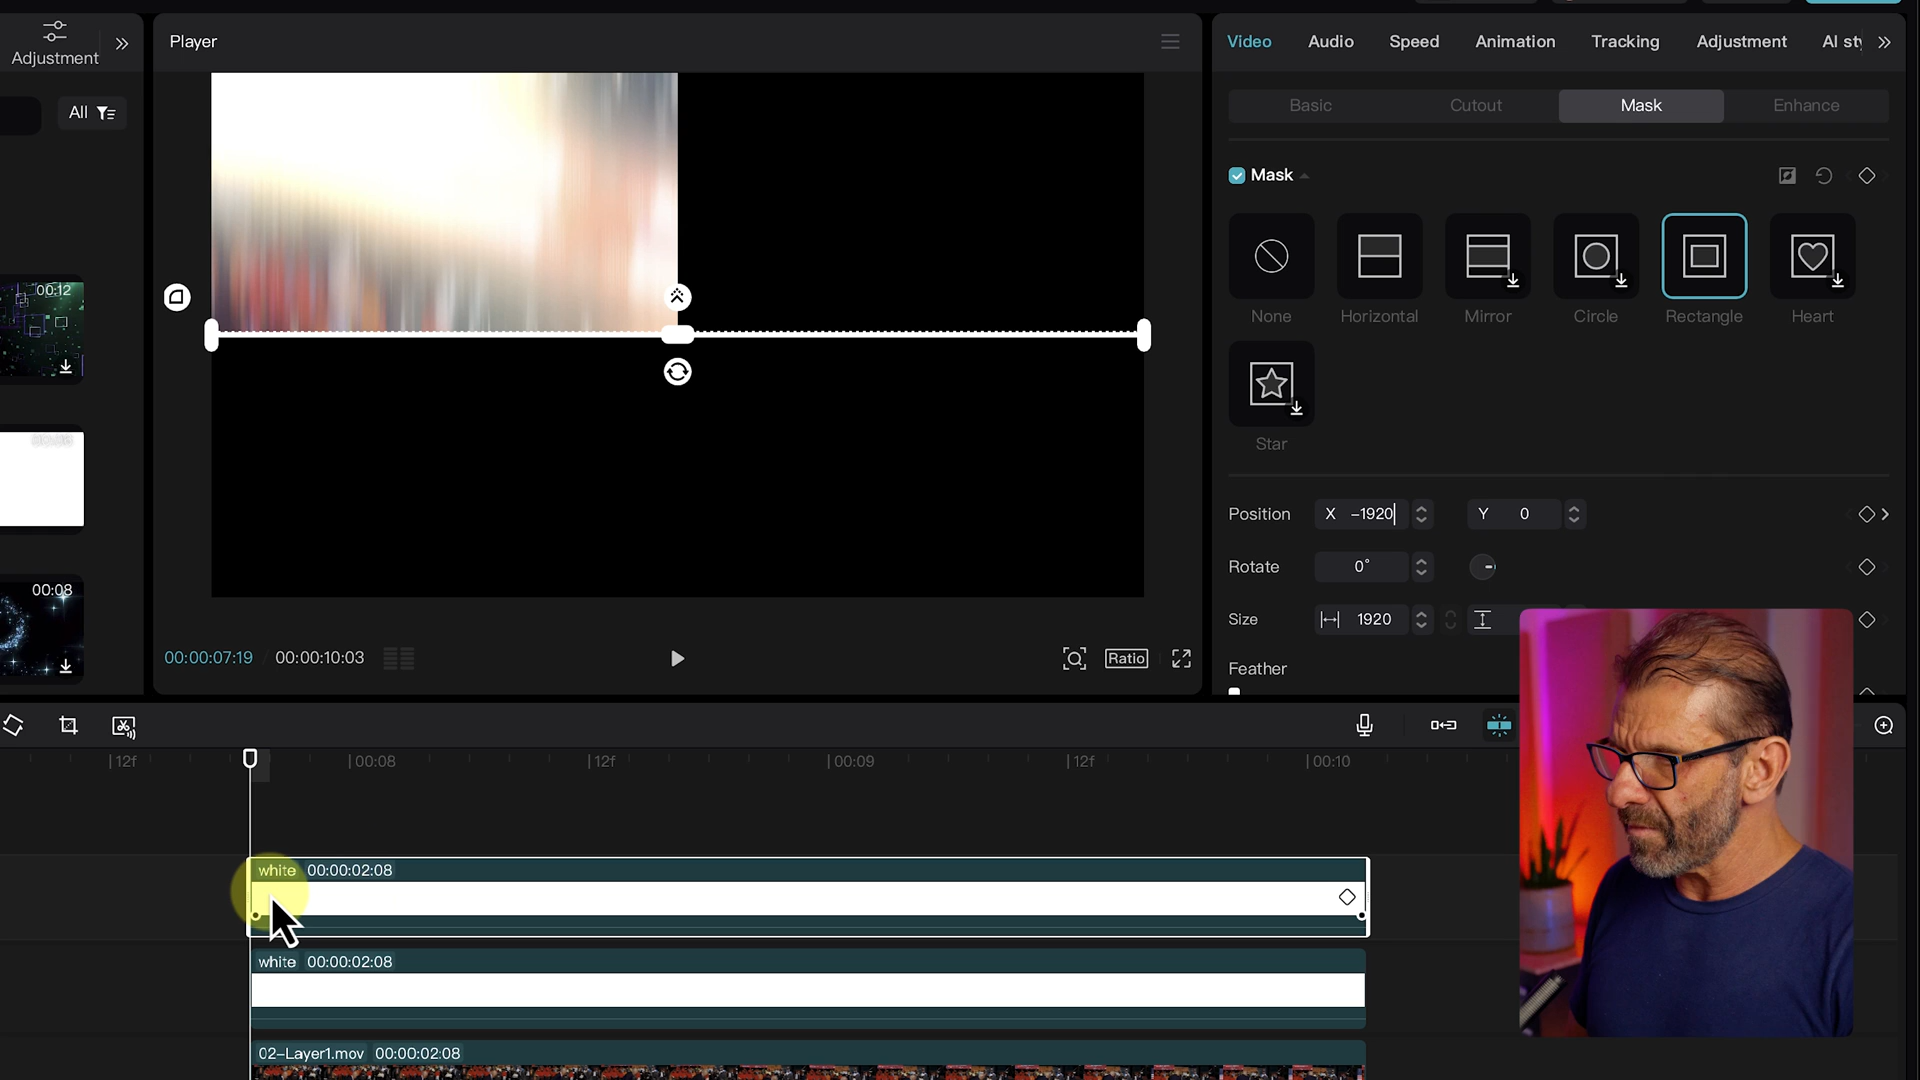 Adjustment
Player
Video Audio Speed Animation Tracking Adjustment AI sty
All
Basic Cutout Mask Enhance
Mask
00:12
None Horizontal Mirror Circle Rectangle Heart
Star
Position X -1920 Y 0
Rotate 0°
00:08
Size 1920
00:00:07:19 00:00:10:03
Ratio
Feather
12f 00:08 12f 00:09 12f 00:10
white 00:00:02:08
white 00:00:02:08
02-Layer1.mov 00:00:02:08